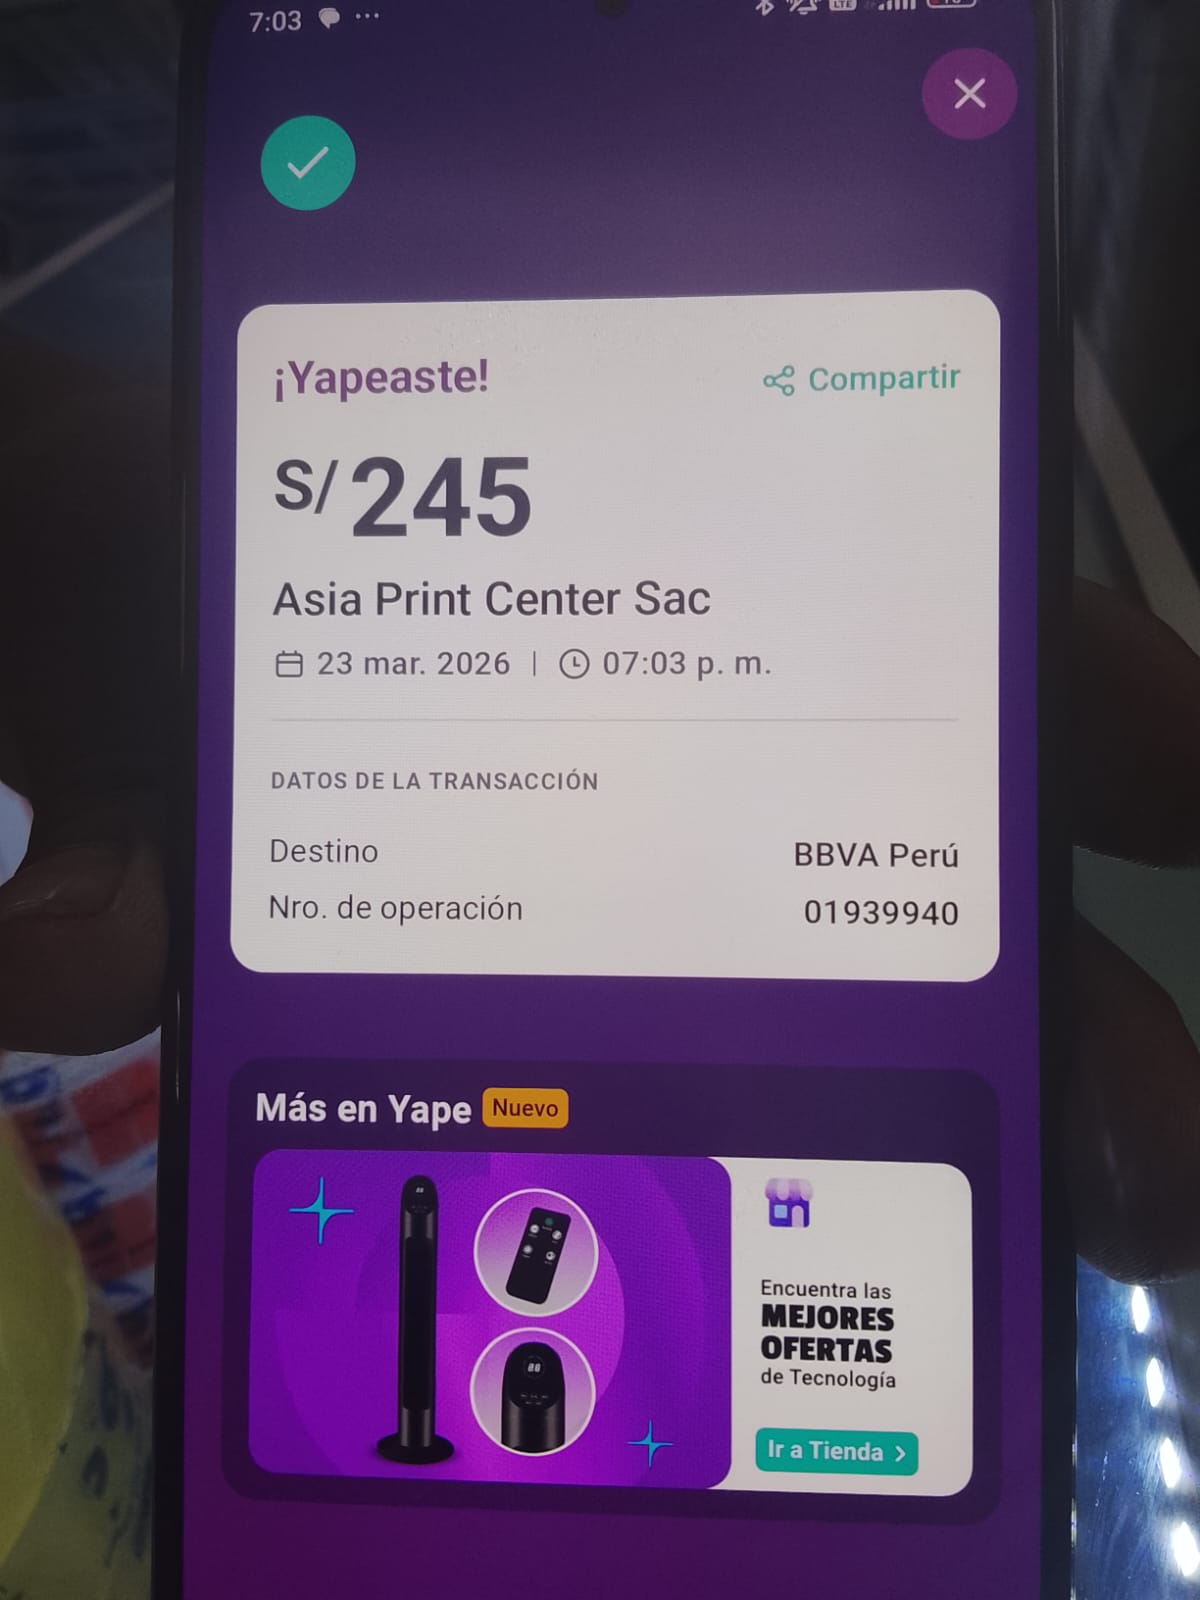 7:03
LTE
¡Yapeaste!
Compartir
S/245
Asia Print Center Sac
23 mar. 2026 | 07:03 p. m.
DATOS DE LA TRANSACCIÓN
Destino BBVA Perú
Nro. de operación 01939940
Más en Yape Nuevo
Encuentra las
MEJORES
OFERTAS
de Tecnología
Ir a Tienda